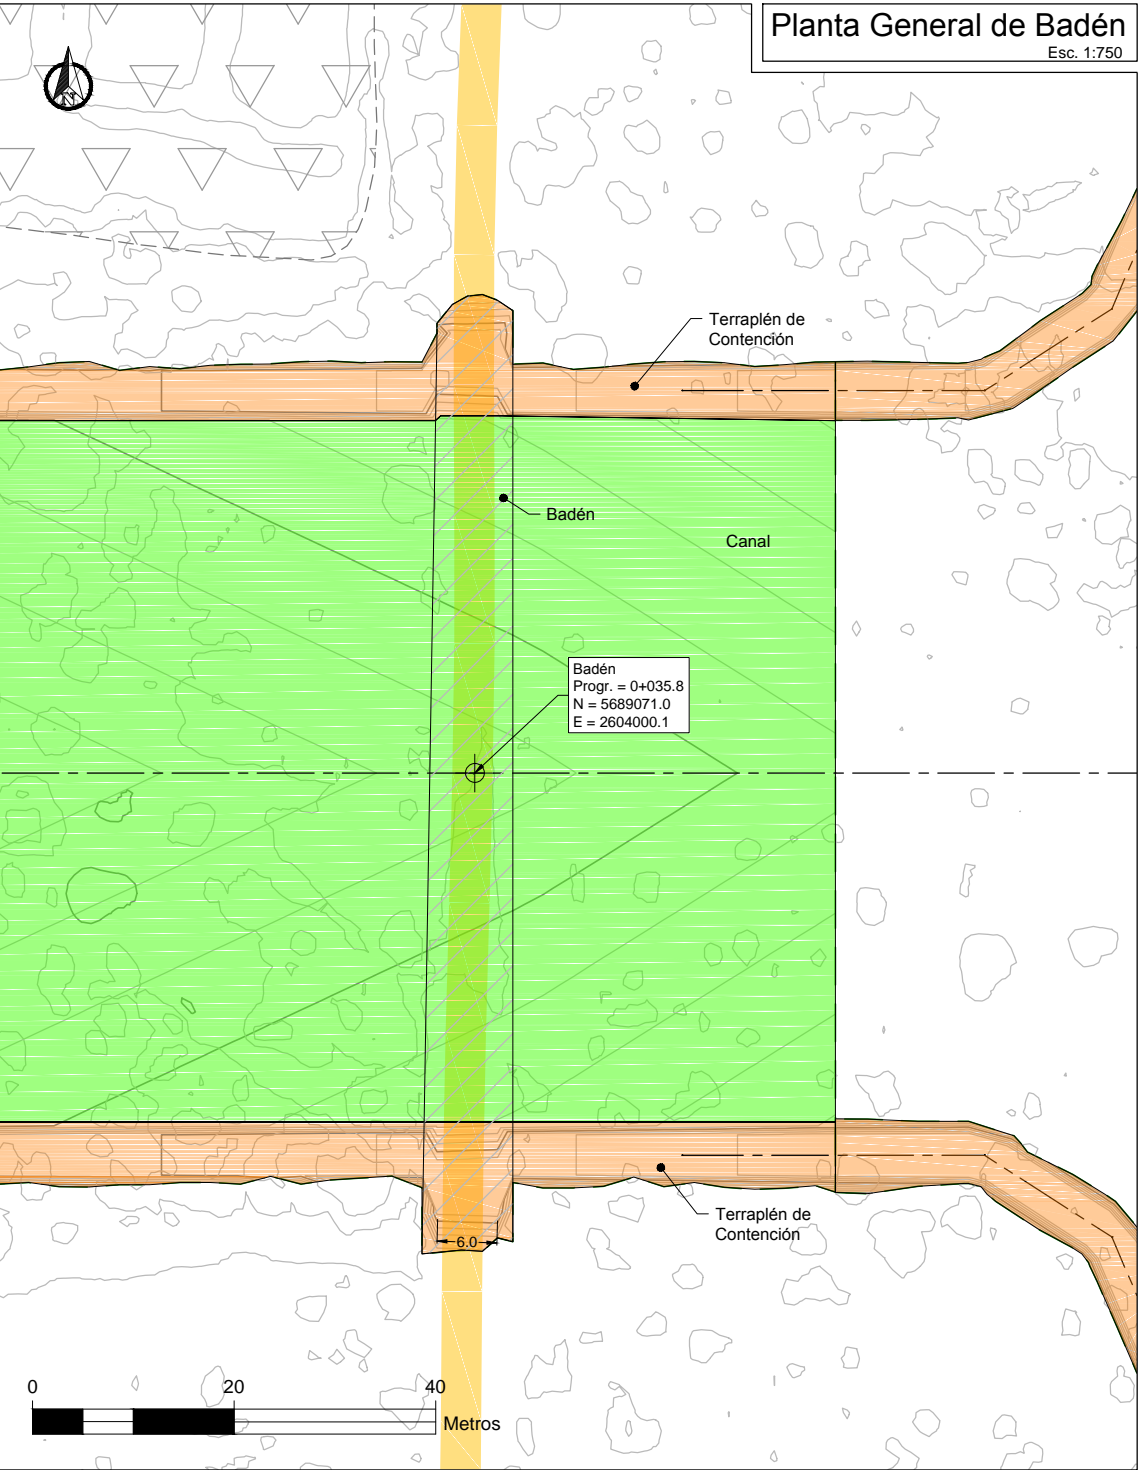 Planta General de Badén
Esc. 1:750
N
Terraplén de
Contención
Badén
Canal
Badén
Progr. = 0+035.8
N = 5689071.0
E = 2604000.1
Terraplén de
Contención
6.0
0 20 40
Metros